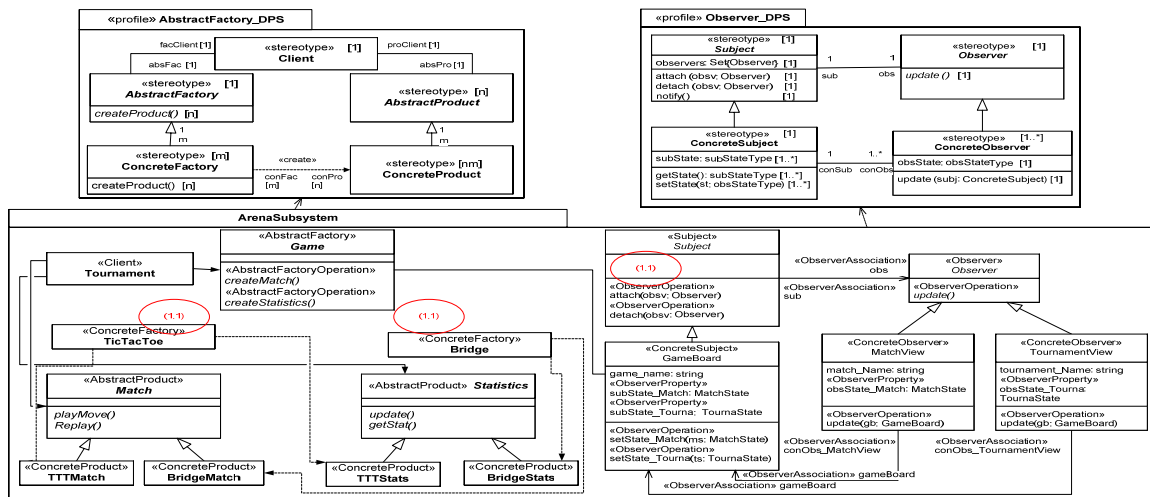 «profile» AbstractFactory_DPS
facClient [1]
«stereotype» [1]
Client
proClient [1]
absFac [1]
absPro [1]
«stereotype» [1]
AbstractFactory
createProduct() [n]
«stereotype» [n]
AbstractProduct
1
m
1
m
«stereotype» [m]
ConcreteFactory
createProduct() [n]
«create»
conFac
[m]
conPro
[n]
«stereotype» [nm]
ConcreteProduct
«profile» Observer_DPS
«stereotype» [1]
Subject
observers: Set{Observer} [1]
attach (obsv: Observer) [1]
detach (obsv: Observer) [1]
notify() [1]
1
sub
1
obs
«stereotype» [1]
Observer
update () [1]
«stereotype» [1]
ConcreteSubject
subState: subStateType [1..*]
getState(): subStateType [1..*]
setState(st: obsStateType) [1..*]
1
conSub
1..*
conObs
«stereotype» [1..*]
ConcreteObserver
obsState: obsStateType [1]
update (subj: ConcreteSubject) [1]
ArenaSubsystem
«Client»
Tournament
«AbstractFactory»
Game
«AbstractFactoryOperation»
createMatch()
«AbstractFactoryOperation»
createStatistics()
(1,1)
«ConcreteFactory»
TicTacToe
(1,1)
«ConcreteFactory»
Bridge
«AbstractProduct»
Match
playMove()
Replay()
«AbstractProduct» Statistics
update()
getStat()
«ConcreteProduct»
TTTMatch
«ConcreteProduct»
BridgeMatch
«ConcreteProduct»
TTTStats
«ConcreteProduct»
BridgeStats
«Subject»
Subject
(1,1)
«ObserverOperation»
attach(obsv: Observer)
«ObserverOperation»
detach(obsv: Observer)
«ObserverAssociation»
obs
«ObserverAssociation»
sub
«Observer»
Observer
«ObserverOperation»
update()
«ConcreteSubject»
GameBoard
game_name: string
«ObserverProperty»
subState_Match: MatchState
«ObserverProperty»
subState_Tourna: TournaState
«ObserverOperation»
setState_Match(ms: MatchState)
«ObserverOperation»
setState_Tourna(ts: TournaState)
«ConcreteObserver»
MatchView
match_Name: string
«ObserverProperty»
obsState_Match: MatchState
«ObserverOperation»
update(gb: GameBoard)
«ConcreteObserver»
TournamentView
tournament_Name: string
«ObserverProperty»
obsState_Tourna:
TournaState
«ObserverOperation»
update(gb: GameBoard)
«ObserverAssociation»
conObs_MatchView
«ObserverAssociation»
conObs_TournamentView
«ObserverAssociation» gameBoard
«ObserverAssociation» gameBoard